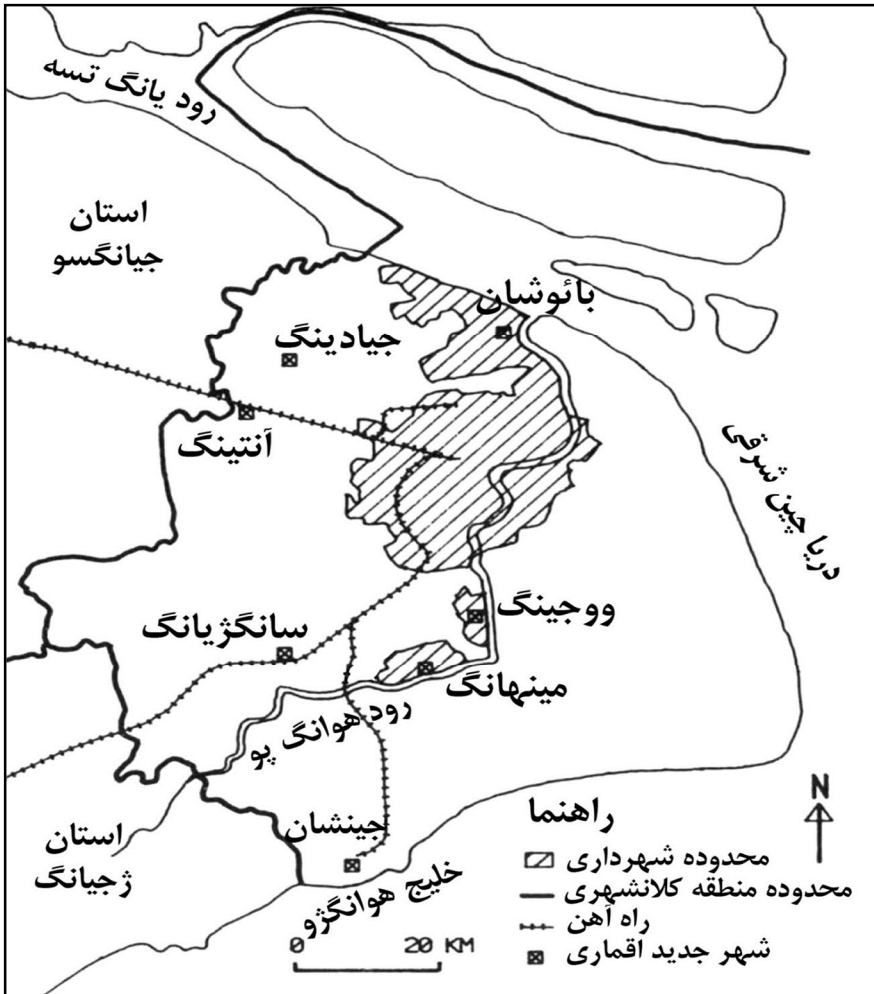 رود یانگ تسه
استان
جیانگسو
بائوشان
جیادینگ
آنتینگ
دریا چین شرقی
ووجینگ
سانگژیانگ
مینهانگ
رود هوانگ پو
استان
ژجیانگ
جینشان
خلیج هوانگژو
N
راهنما
محدوده شهرداری
محدوده منطقه کلانشهری
راه آهن
شهر جدید اقماری
0 20 KM